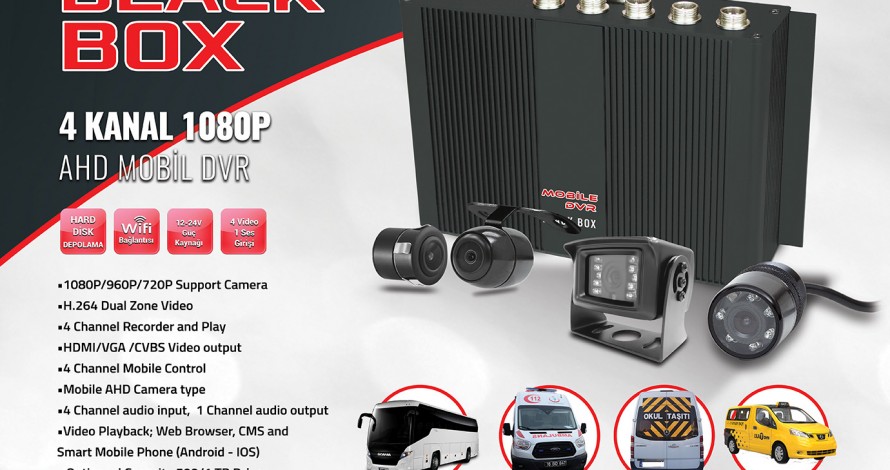 BLACK
BOX
4 KANAL 1080P
AHD MOBİL DVR
HARD
DİSK
DEPOLAMA
Wifi
Bağlantısı
12-24V
Güç
Kaynağı
4 Video
1 Ses
Girişi
▪1080P/960P/720P Support Camera
▪H.264 Dual Zone Video
▪4 Channel Recorder and Play
▪HDMI/VGA /CVBS Video output
▪4 Channel Mobile Control
▪Mobile AHD Camera type
▪4 Channel audio input, 1 Channel audio output
▪Video Playback; Web Browser, CMS and
Smart Mobile Phone (Android - IOS)
MOBİLE
DVR
BOX
112
AMBULANS
OKUL TAŞITI